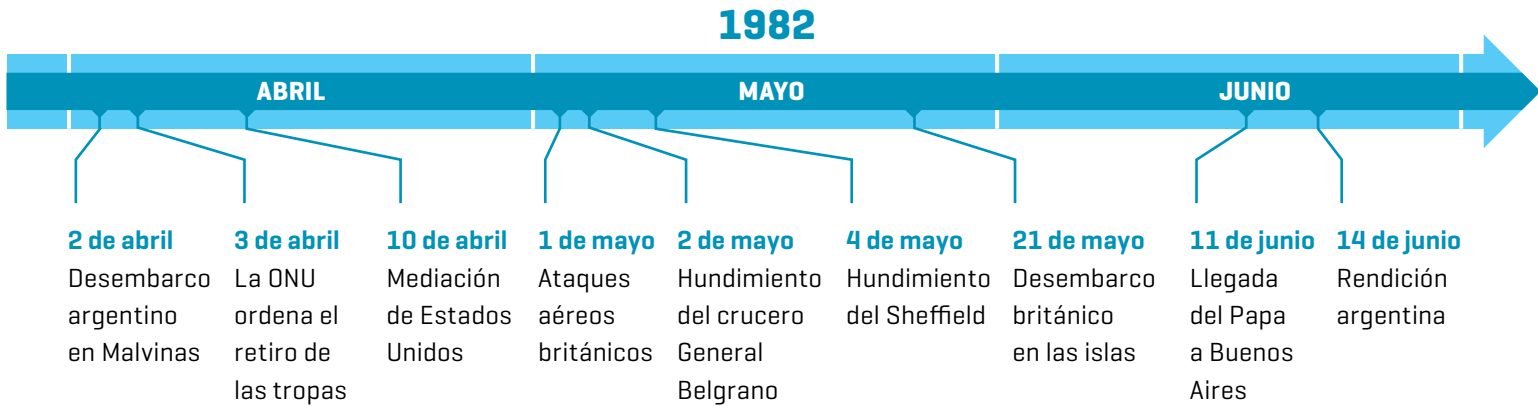 1982
ABRIL
MAYO
JUNIO
2 de abril
Desembarco
argentino
en Malvinas
3 de abril
La ONU
ordena el
retiro de
las tropas
10 de abril
Mediación
de Estados
Unidos
1 de mayo
Ataques
aéreos
británicos
2 de mayo
Hundimiento
del crucero
General
Belgrano
4 de mayo
Hundimiento
del Sheffield
21 de mayo
Desembarco
británico
en las islas
11 de junio
Llegada
del Papa
a Buenos
Aires
14 de junio
Rendición
argentina